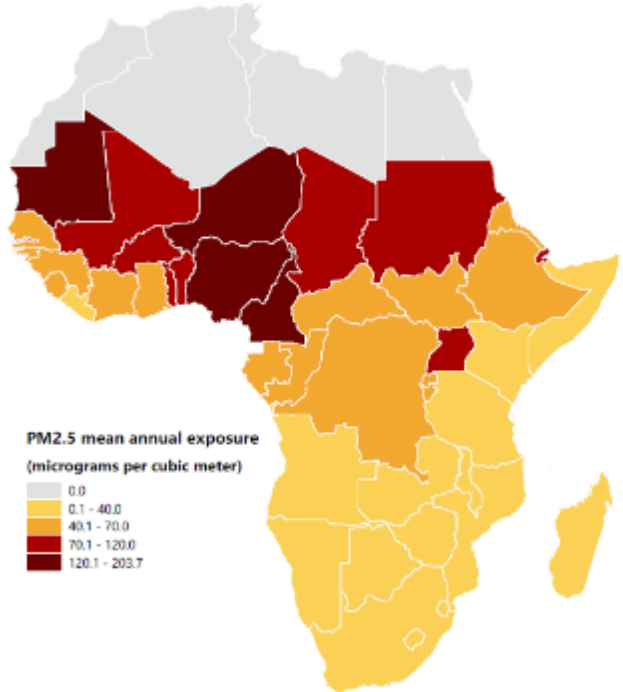 PM2.5 mean annual exposure
(micrograms per cubic meter)
0.0
0.1 - 40.0
40.1 - 70.0
70.1 - 120.0
120.1 - 203.7